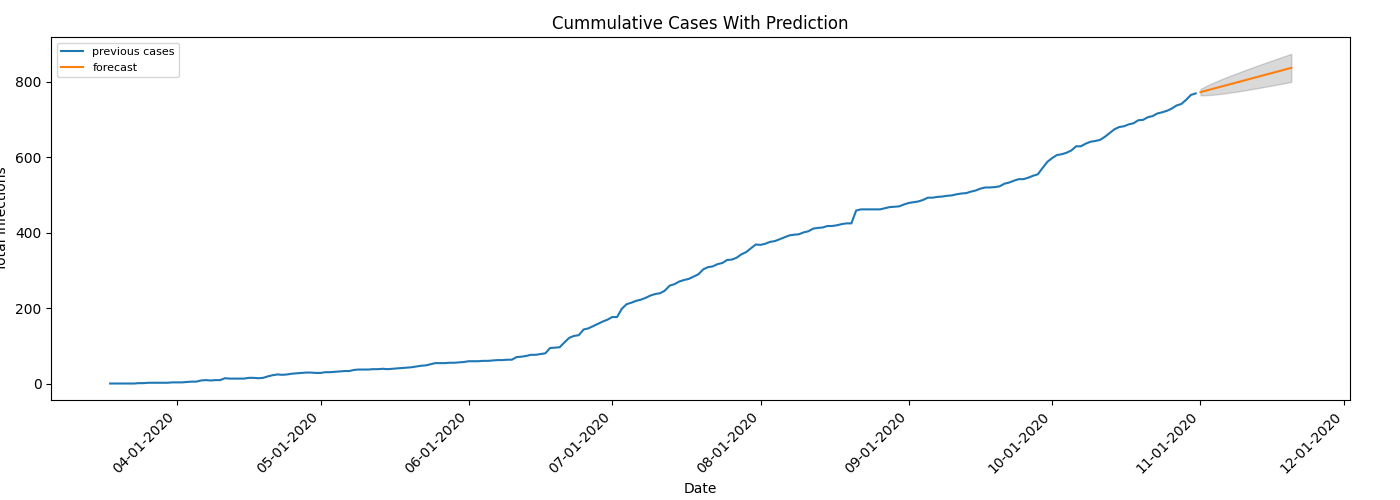 Cummulative Cases With Prediction
previous cases
forecast
800
600
400
200
0
Total Infections
04-01-2020
05-01-2020
06-01-2020
07-01-2020
08-01-2020
09-01-2020
10-01-2020
11-01-2020
12-01-2020
Date